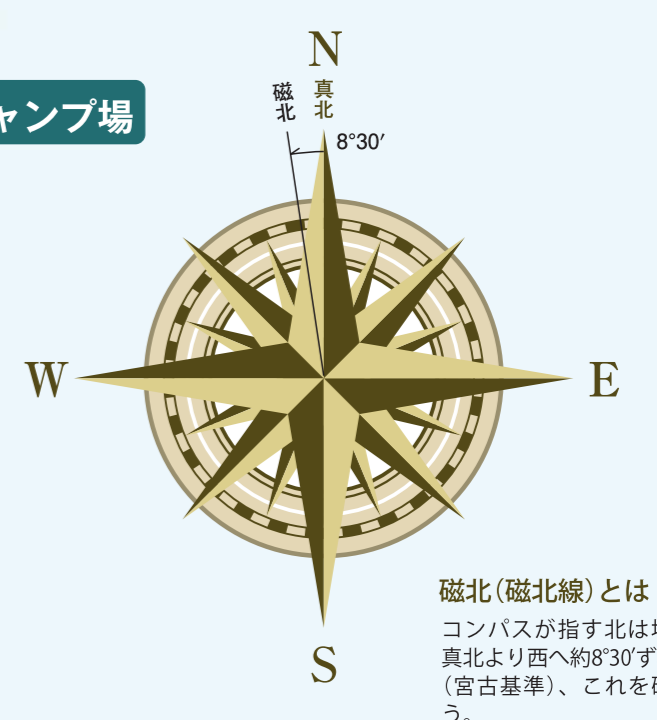 N
磁北
真北
8°30′
ャンプ場
W
E
S
磁北（磁北線）とは
コンパスが指す北は
真北より西へ約8°30′ず
（宮古基準）、これを
う。